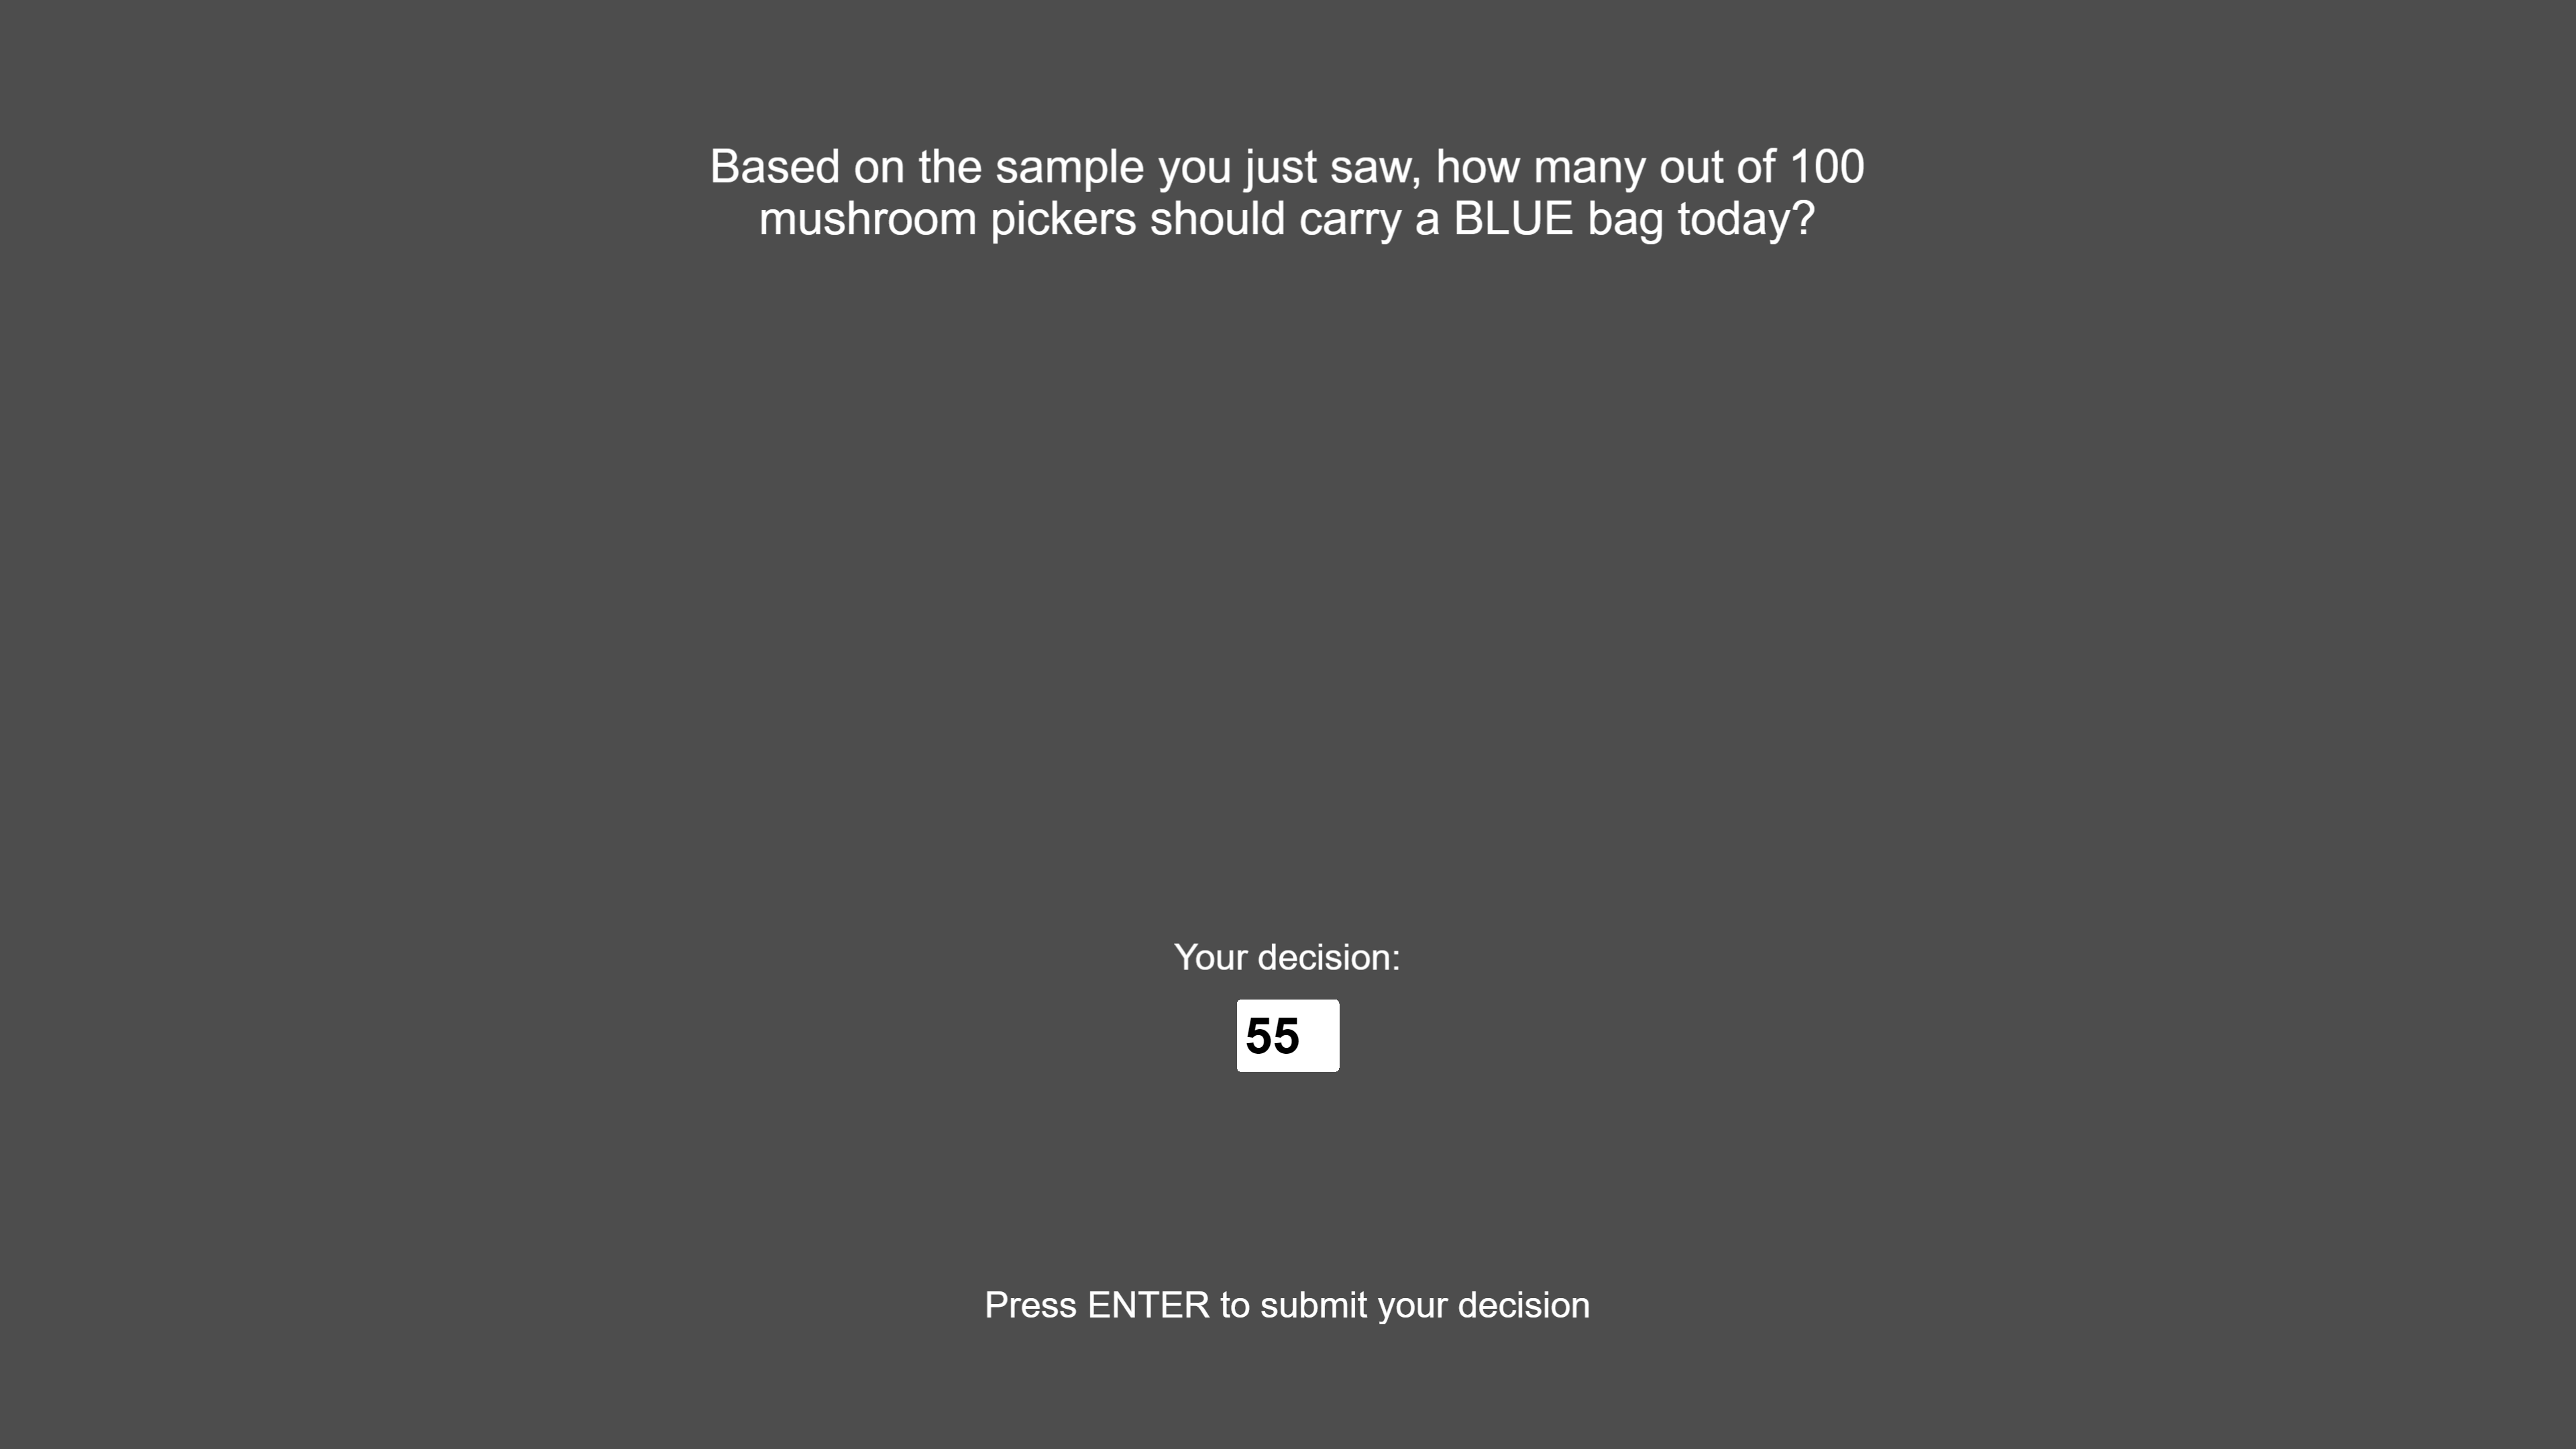 Based on the sample you just saw, how many out of 100
mushroom pickers should carry a BLUE bag today?
Your decision:
55
Press ENTER to submit your decision